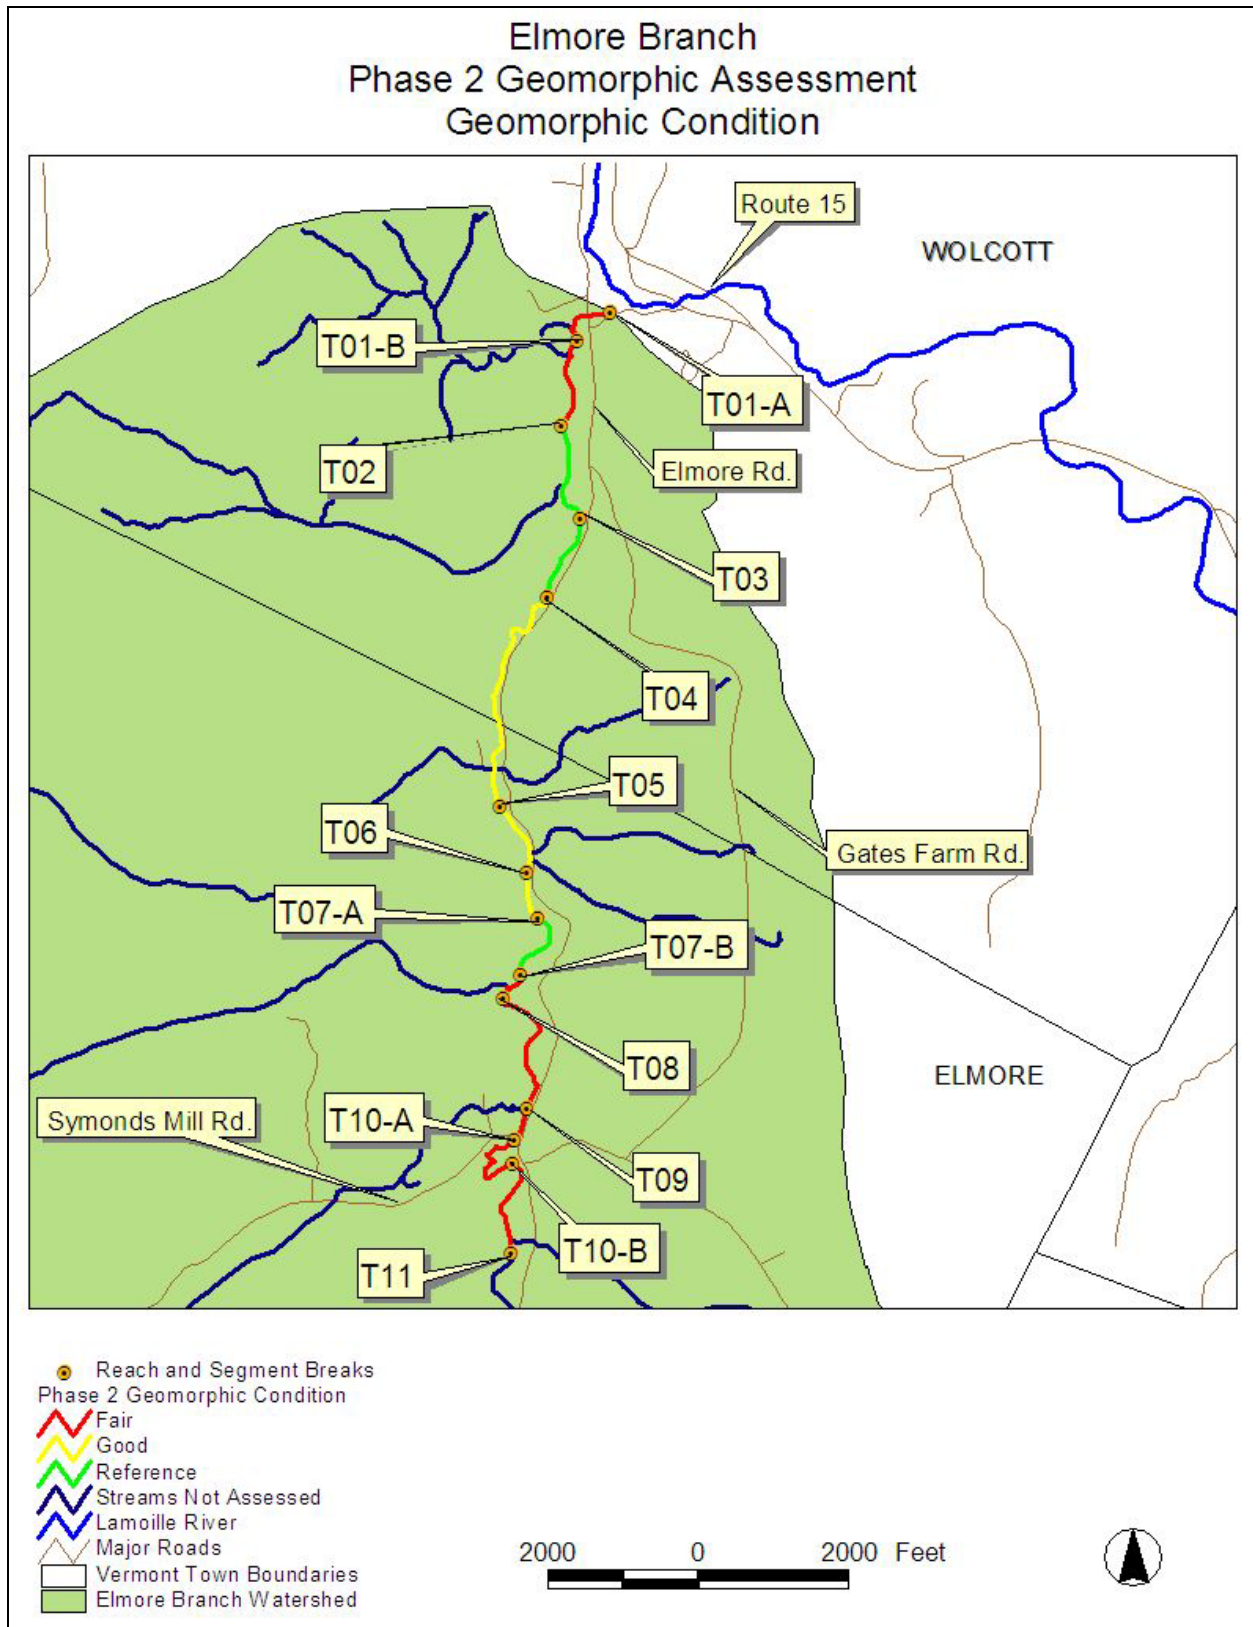 Elmore Branch
Phase 2 Geomorphic Assessment
Geomorphic Condition
Route 15
WOLCOTT
T01-B
T01-A
T02
Elmore Rd.
T03
T04
T05
T06
Gates Farm Rd.
T07-A
T07-B
T08
ELMORE
Symonds Mill Rd.
T10-A
T09
T10-B
T11
Reach and Segment Breaks
Phase 2 Geomorphic Condition
Fair
Good
Reference
Streams Not Assessed
Lamoille River
Major Roads
Vermont Town Boundaries
Elmore Branch Watershed
2000 0 2000 Feet